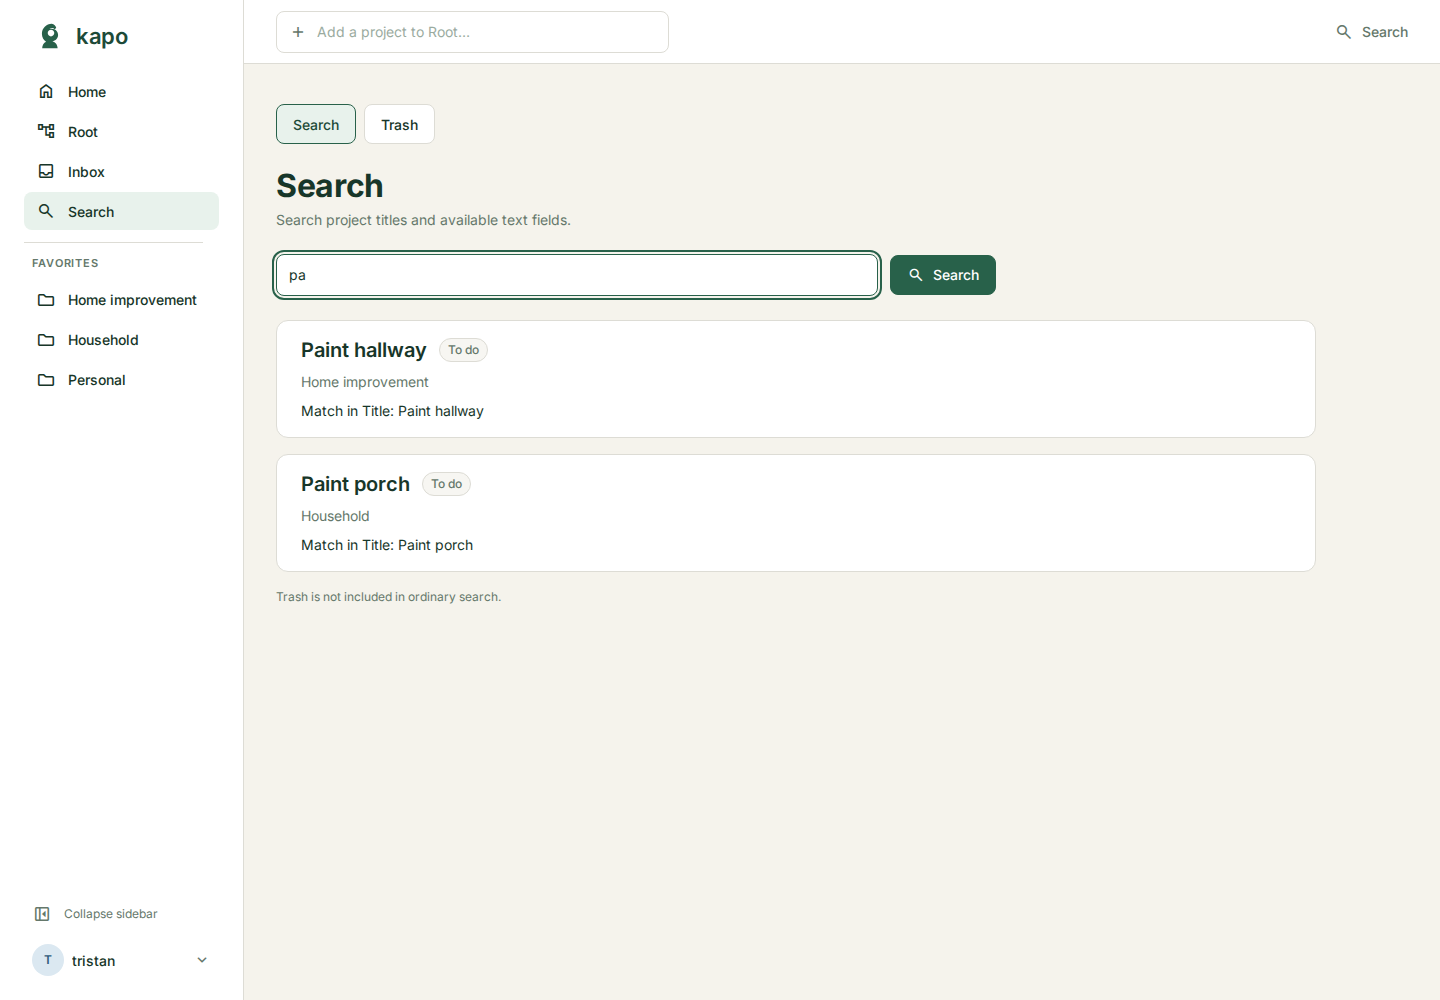 kapo
Home
Root
Inbox
Search
FAVORITES
Home improvement
Household
Personal
Collapse sidebar
T
tristan
Add a project to Root...
Search
Search
Trash
Search
Search project titles and available text fields.
pa
Search
Paint hallway
To do
Home improvement
Match in Title: Paint hallway
Paint porch
To do
Household
Match in Title: Paint porch
Trash is not included in ordinary search.